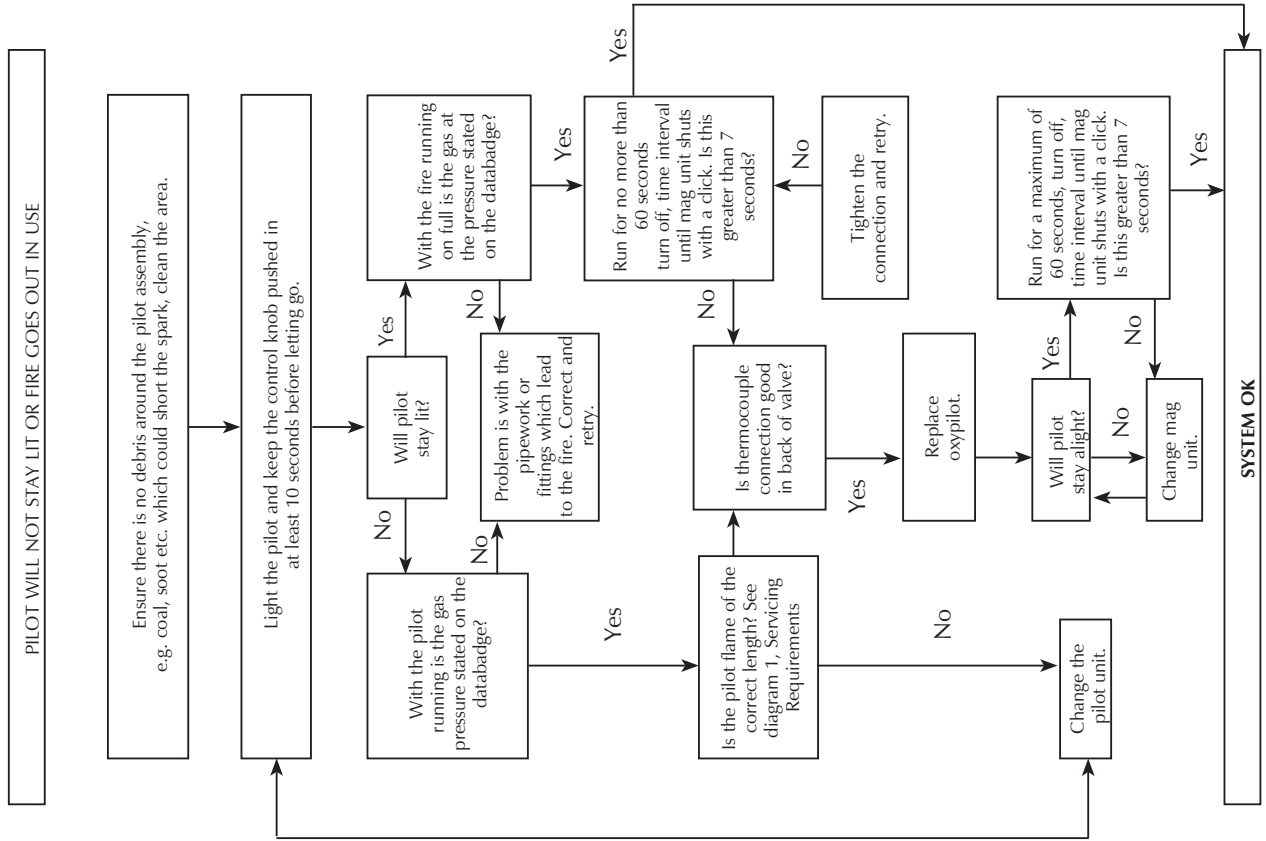 PILOT WILL NOT STAY LIT OR FIRE GOES OUT IN USE
Ensure there is no debris around the pilot assembly,
e.g. coal, soot etc. which could short the spark, clean the area.
Light the pilot and keep the control knob pushed in
at least 10 seconds before letting go.
Will pilot
stay lit?
No
Yes
With the pilot
running is the gas
pressure stated on the
databadge?
No
Problem is with the
pipework or
fittings which lead
to the fire. Correct and
retry.
No
With the fire running
on full is the gas at
the pressure stated
on the databadge?
Yes
Yes
Is the pilot flame of the
correct length? See
diagram 1, Servicing
Requirements
Is thermocouple
connection good
in back of valve?
No
Run for no more than
60 seconds
turn off, time interval
until mag unit shuts
with a click. Is this
greater than 7
seconds?
Yes
No
Tighten the
connection and retry.
Yes
Replace
oxypilot.
No
Change the
pilot unit.
Will pilot
stay alight?
Yes
Run for a maximum of
60 seconds, turn off,
time interval until mag
unit shuts with a click.
Is this greater than 7
seconds?
No
No
Change mag
unit.
Yes
SYSTEM OK